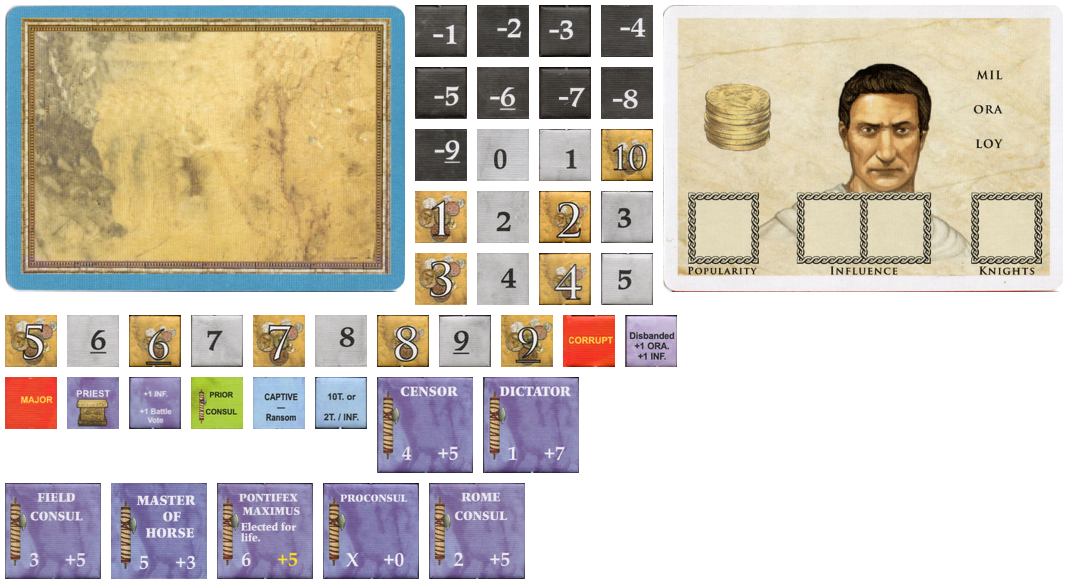 -1
-2
-3
-4
-5
-6
-7
-8
-9
0
1
10
1
2
2
3
3
4
4
5
MIL
ORA
LOY
POPULARITY
INFLUENCE
KNIGHTS
5
6
6
7
7
8
8
9
9
CORRUPT
Disbanded
+1 ORA.
+1 INF.
MAJOR
PRIEST
+1 INF.
+1 Battle
Vote
PRIOR
CONSUL
CAPTIVE
—
Ransom
10T. or
2T. / INF.
CENSOR
4 +5
DICTATOR
1 +7
FIELD
CONSUL
3 +5
MASTER
OF
HORSE
5 +3
PONTIFEX
MAXIMUS
Elected for
life.
6 +5
PROCONSUL
X +0
ROME
CONSUL
2 +5